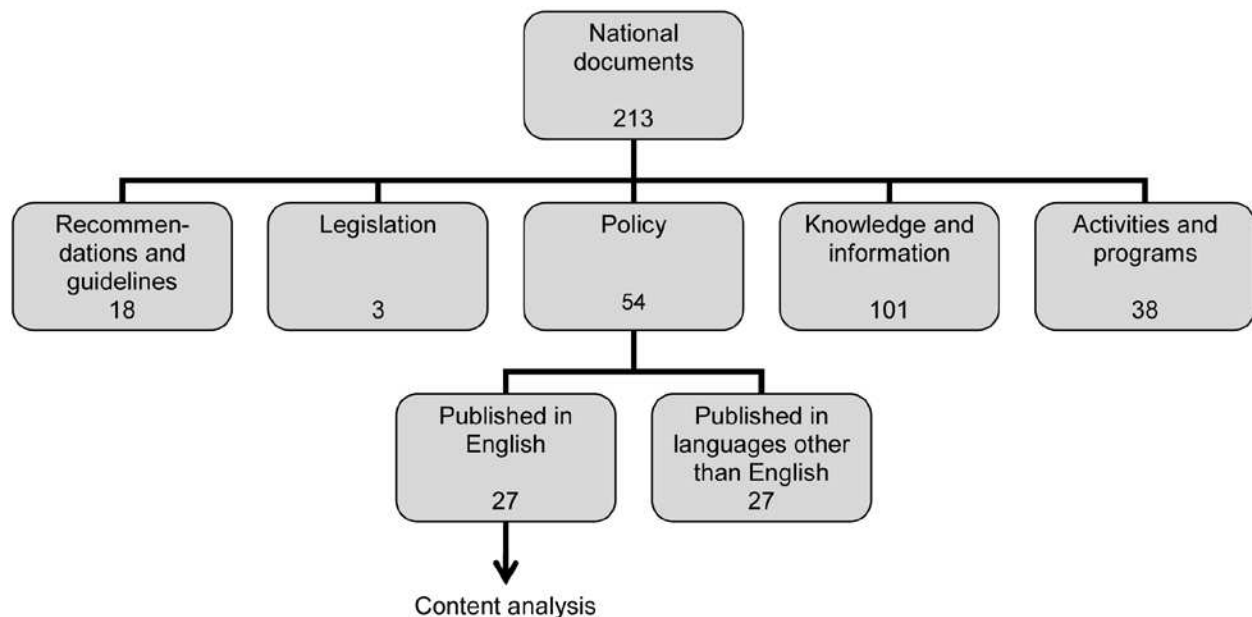 National
documents
213
Recommen-
dations and
guidelines
18
Legislation
3
Policy
54
Knowledge and
information
101
Activities and
programs
38
Published in
English
27
Published in
languages other
than English
27
Content analysis